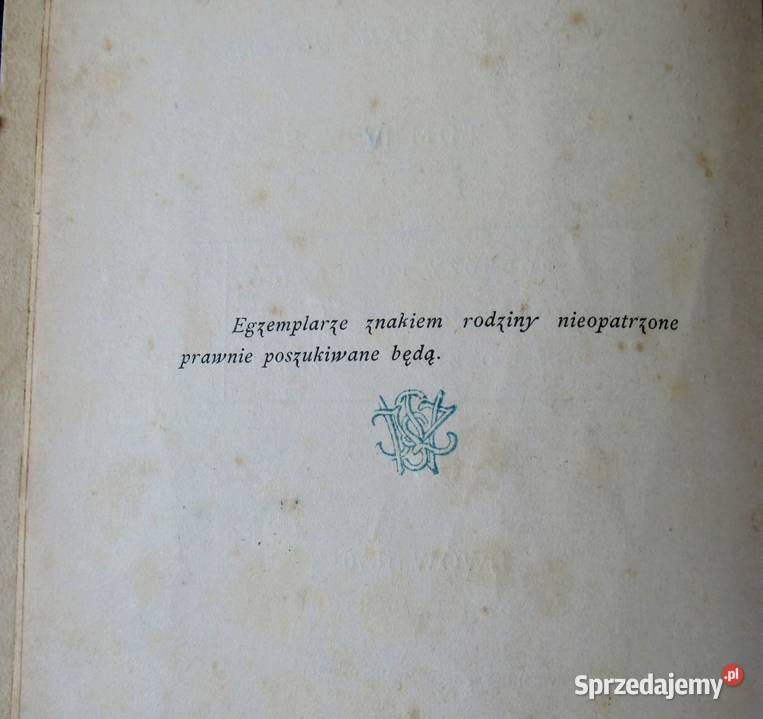 Egzemplarze znakiem rodziny nieopatrzone
prawnie poszukiwane będą.
Sprzedajemy.pl